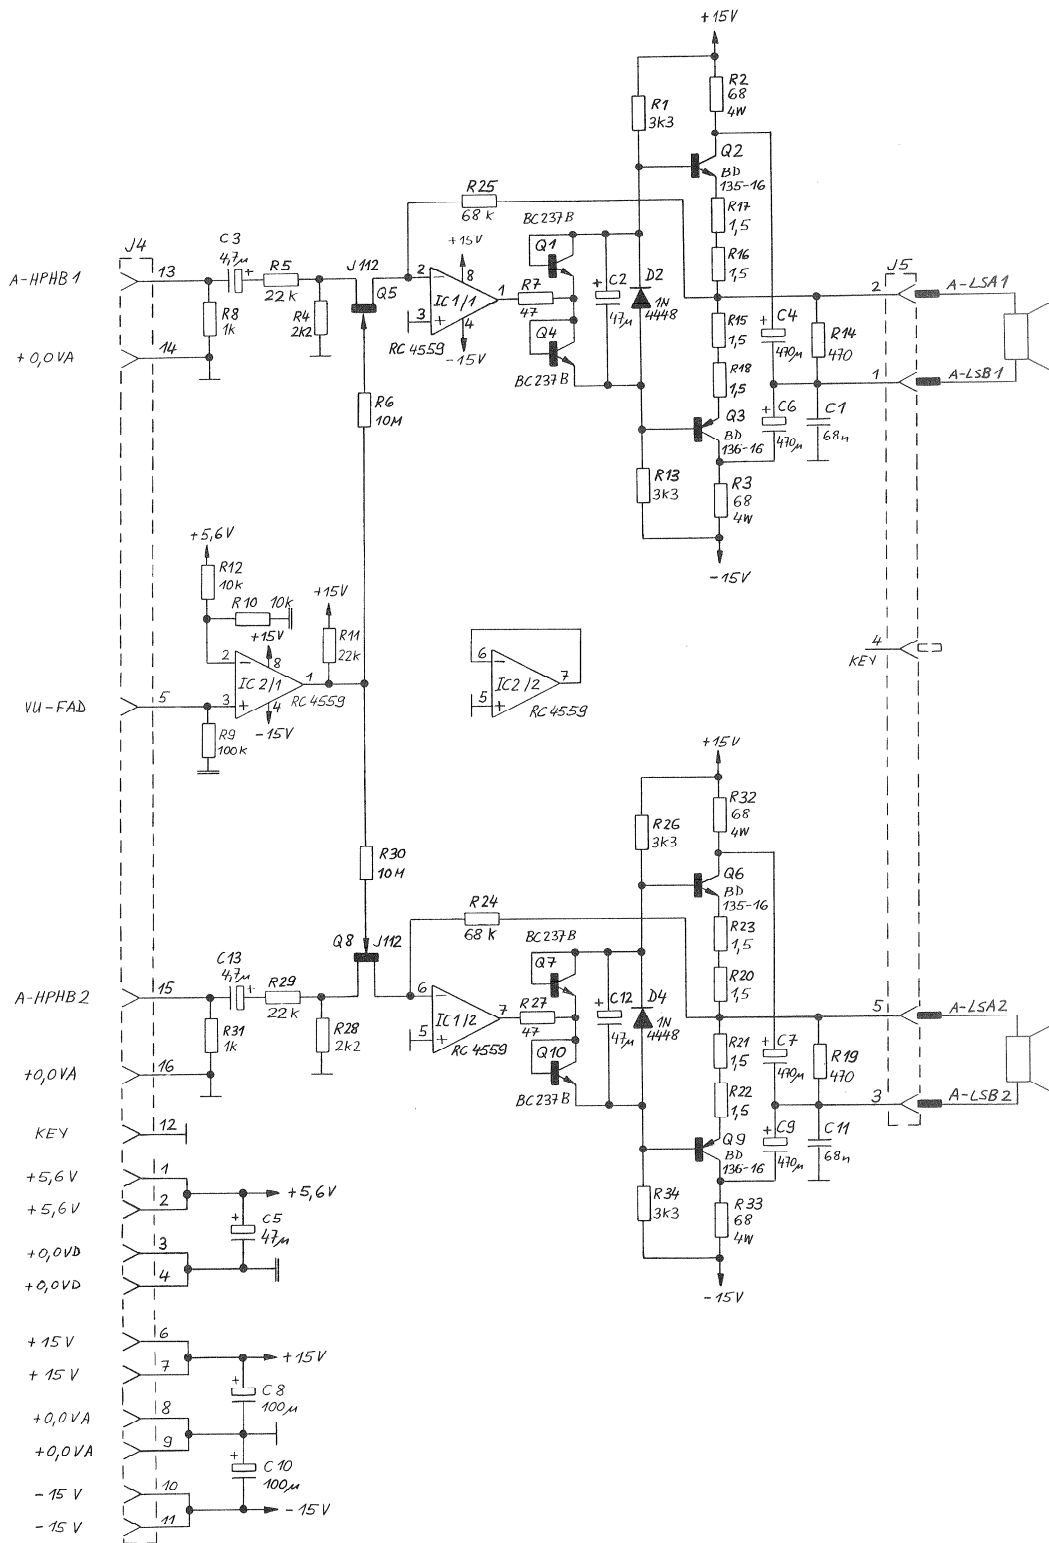 +15V
R2
68
4W
R1
3k3
Q2
BD
135-16
R25
68 k
BC237B
R17
1,5
J4
C3
4,7µ
+
+15V
Q1
R16
1,5
J5
A-HPHB1
13
R5
22 k
J112
Q5
2
−
8
IC1/1
1
R7
47
+
C2
47µ
D2
1N
4448
2
A-LSA1
R8
1k
R4
2k2
3
+
4
RC 4559
-15V
Q4
BC237B
R15
1,5
+
C4
470µ
R14
470
+0,0VA
14
R18
1,5
1
A-LSB1
R6
10M
Q3
BD
136-16
+
C6
470µ
C1
68n
R13
3k3
R3
68
4W
-15V
+5,6V
R12
10k
R10
10k
+15V
+15V
R11
22k
2
−
8
IC 2/1
1
RC 4559
6
−
7
IC2/2
5
+
RC4559
4
KEY
VU-FAD
5
3
+
4
-15V
R9
100k
+15V
R32
68
4W
R26
3k3
R30
10M
Q6
BD
135-16
R24
68 k
Q8
J112
BC237B
R23
1,5
C13
4,7µ
+
Q7
R20
1,5
A-HPHB2
15
R29
22 k
6
−
IC1/2
7
R27
47
+
C12
47µ
D4
1N
4448
5
A-LSA2
R31
1k
R28
2k2
5
+
RC 4559
Q10
BC237B
R21
1,5
+
C7
470µ
R19
470
+0,0VA
16
R22
1,5
3
A-LSB2
KEY
12
Q9
BD
136-16
+
C9
470µ
C11
68n
+5,6V
1
+5,6V
+5,6V
2
+
C5
47µ
R34
3k3
R33
68
4W
+0,0VD
3
+0,0VD
4
-15V
+15V
6
+15V
+15V
7
+
C8
100µ
+0,0VA
8
+0,0VA
9
+
C10
100µ
-15V
10
-15V
-15V
11